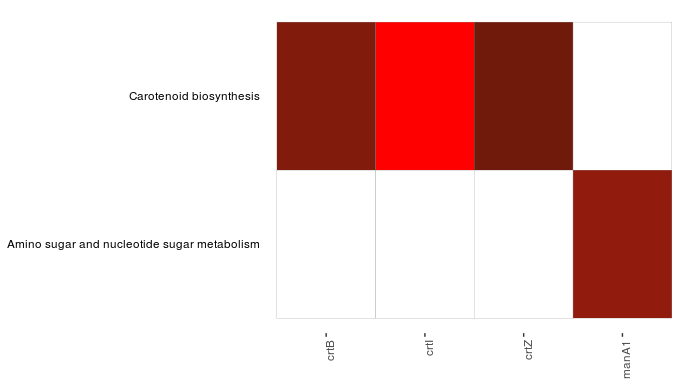 Carotenoid biosynthesis
Amino sugar and nucleotide sugar metabolism
crtB
crtI
crtZ
manA1